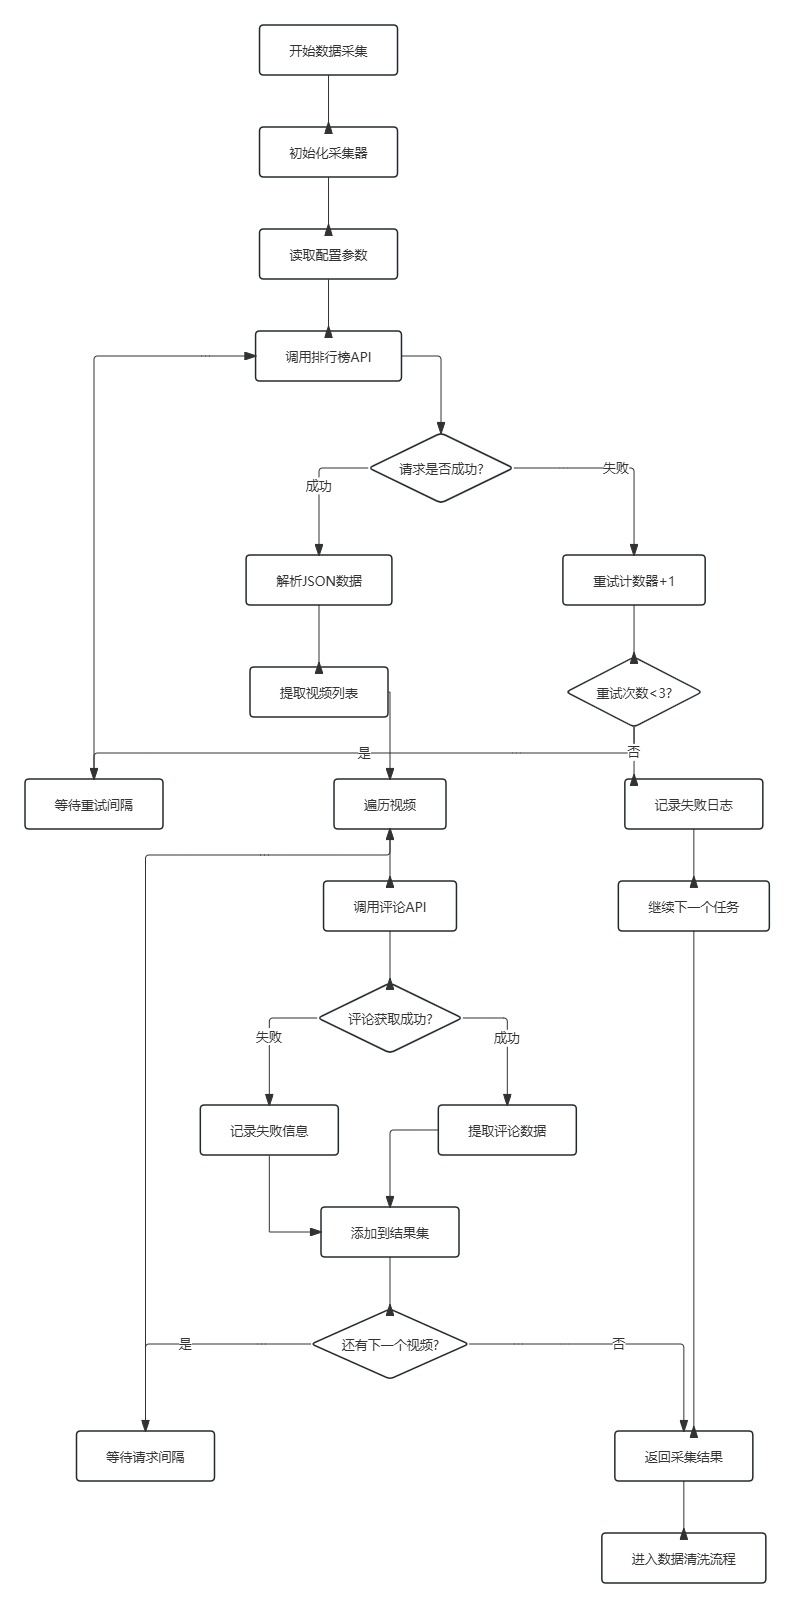 开始数据采集
初始化采集器
读取配置参数
调用排行榜API
请求是否成功?
成功
失败
解析JSON数据
重试计数器+1
提取视频列表
重试次数<3?
是
否
等待重试间隔
遍历视频
记录失败日志
调用评论API
继续下一个任务
评论获取成功?
失败
成功
记录失败信息
提取评论数据
添加到结果集
还有下一个视频?
是
否
等待请求间隔
返回采集结果
进入数据清洗流程